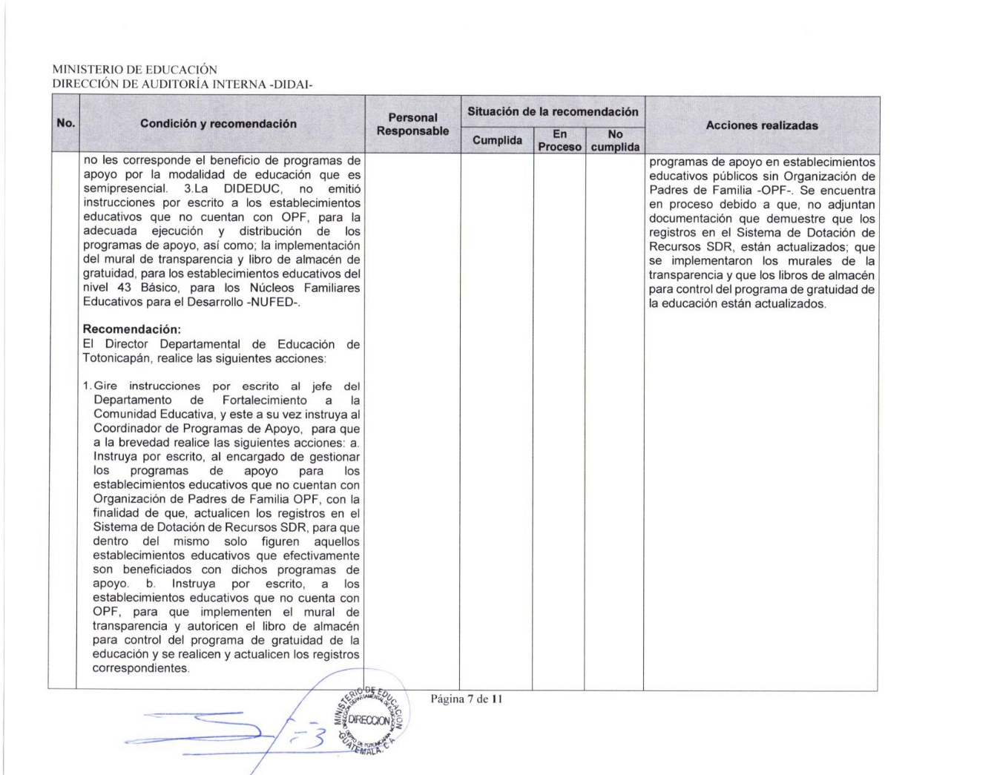 MINISTERIO DE EDUCACIÓN
DIRECCIÓN DE AUDITORÍA INTERNA -DIDAI-
No.
Condición y recomendación
Personal
Responsable
Situación de la recomendación
Cumplida
En
Proceso
No
cumplida
Acciones realizadas
no les corresponde el beneficio de programas de
apoyo por la modalidad de educación que es
semipresencial. 3.La DIDEDUC, no emitió
instrucciones por escrito a los establecimientos
educativos que no cuentan con OPF, para la
adecuada ejecución y distribución de los
programas de apoyo, así como; la implementación
del mural de transparencia y libro de almacén de
gratuidad, para los establecimientos educativos del
nivel 43 Básico, para los Núcleos Familiares
Educativos para el Desarrollo -NUFED-.
Recomendación:
El Director Departamental de Educación de
Totonicapán, realice las siguientes acciones:
1. Gire instrucciones por escrito al jefe del
Departamento de Fortalecimiento a la
Comunidad Educativa, y este a su vez instruya al
Coordinador de Programas de Apoyo, para que
a la brevedad realice las siguientes acciones: a.
Instruya por escrito, al encargado de gestionar
los programas de apoyo para los
establecimientos educativos que no cuentan con
Organización de Padres de Familia OPF, con la
finalidad de que, actualicen los registros en el
Sistema de Dotación de Recursos SDR, para que
dentro del mismo solo figuren aquellos
establecimientos educativos que efectivamente
son beneficiados con dichos programas de
apoyo. b. Instruya por escrito, a los
establecimientos educativos que no cuenta con
OPF, para que implementen el mural de
transparencia y autoricen el libro de almacén
para control del programa de gratuidad de la
educación y se realicen y actualicen los registros
correspondientes.
programas de apoyo en establecimientos
educativos públicos sin Organización de
Padres de Familia -OPF-. Se encuentra
en proceso debido a que, no adjuntan
documentación que demuestre que los
registros en el Sistema de Dotación de
Recursos SDR, están actualizados; que
se implementaron los murales de la
transparencia y que los libros de almacén
para control del programa de gratuidad de
la educación están actualizados.
Página 7 de 11
MINISTERIO DE EDUCACION
DIRECCION
GUATEMALA, C. A.